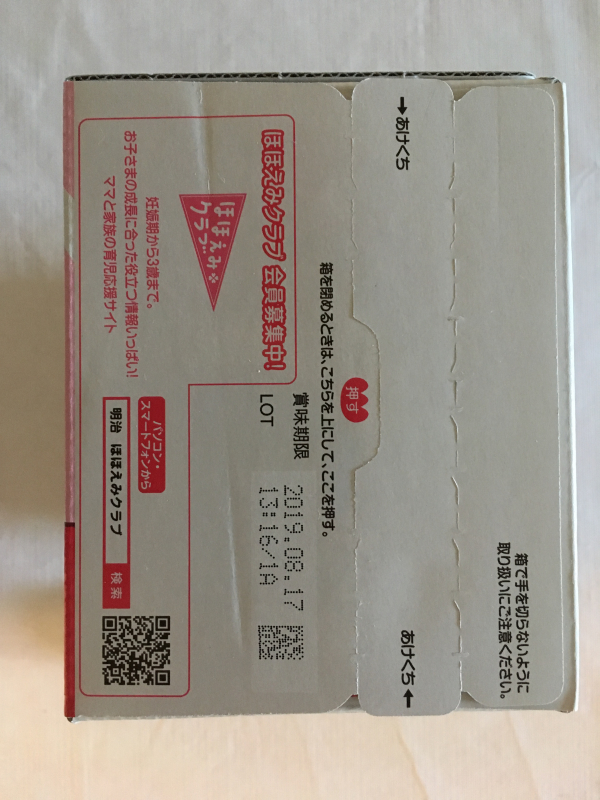 →あけくち
あけくち←
箱で手を切らないように
取り扱いにご注意ください。
箱を閉めるときは、こちらを上にして、ここを押す。
押す
賞味期限 2019.08.17
LOT 13:16/1A
ほほえみクラブ 会員募集中!
ほほえみ
クラブ
妊娠期から3歳まで。
お子さまの成長に合った役立つ情報いっぱい!
ママと家族の育児応援サイト
パソコン・
スマートフォンから
明治 ほほえみクラブ 検索